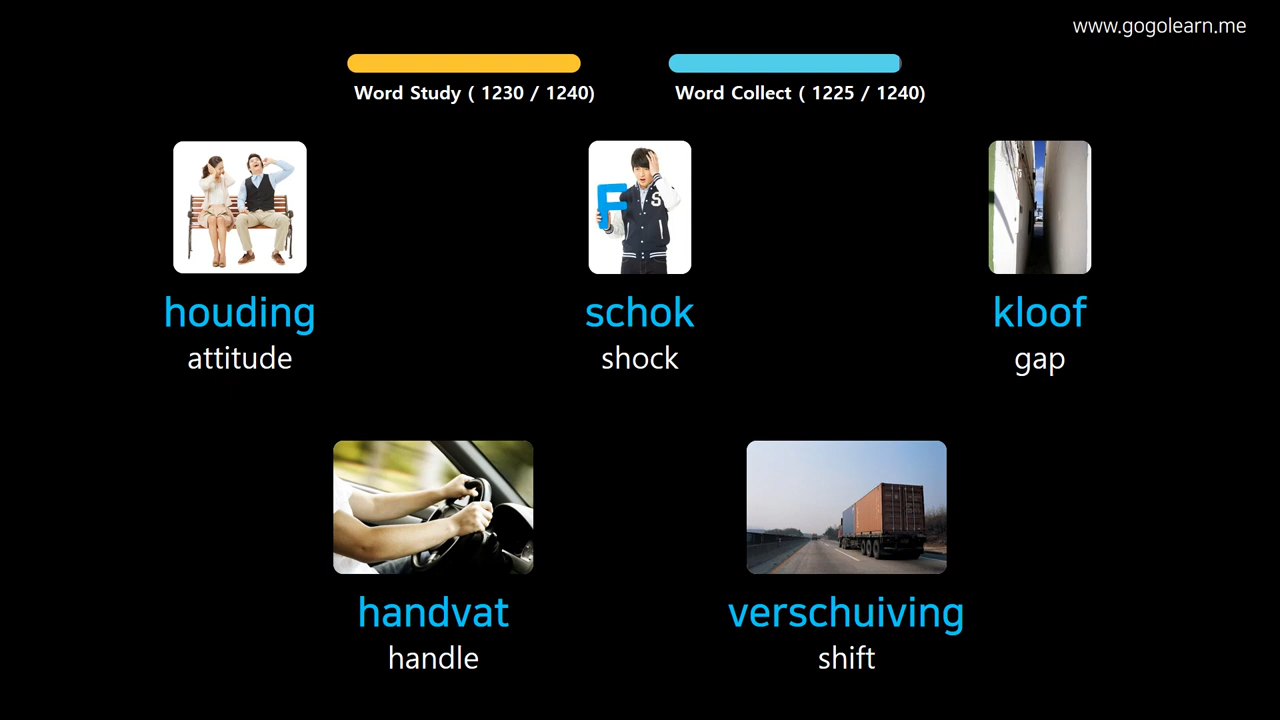 www.gogolearn.me
Word Study ( 1230 / 1240)
Word Collect ( 1225 / 1240)
F
S
houding
attitude
schok
shock
kloof
gap
handvat
handle
verschuiving
shift